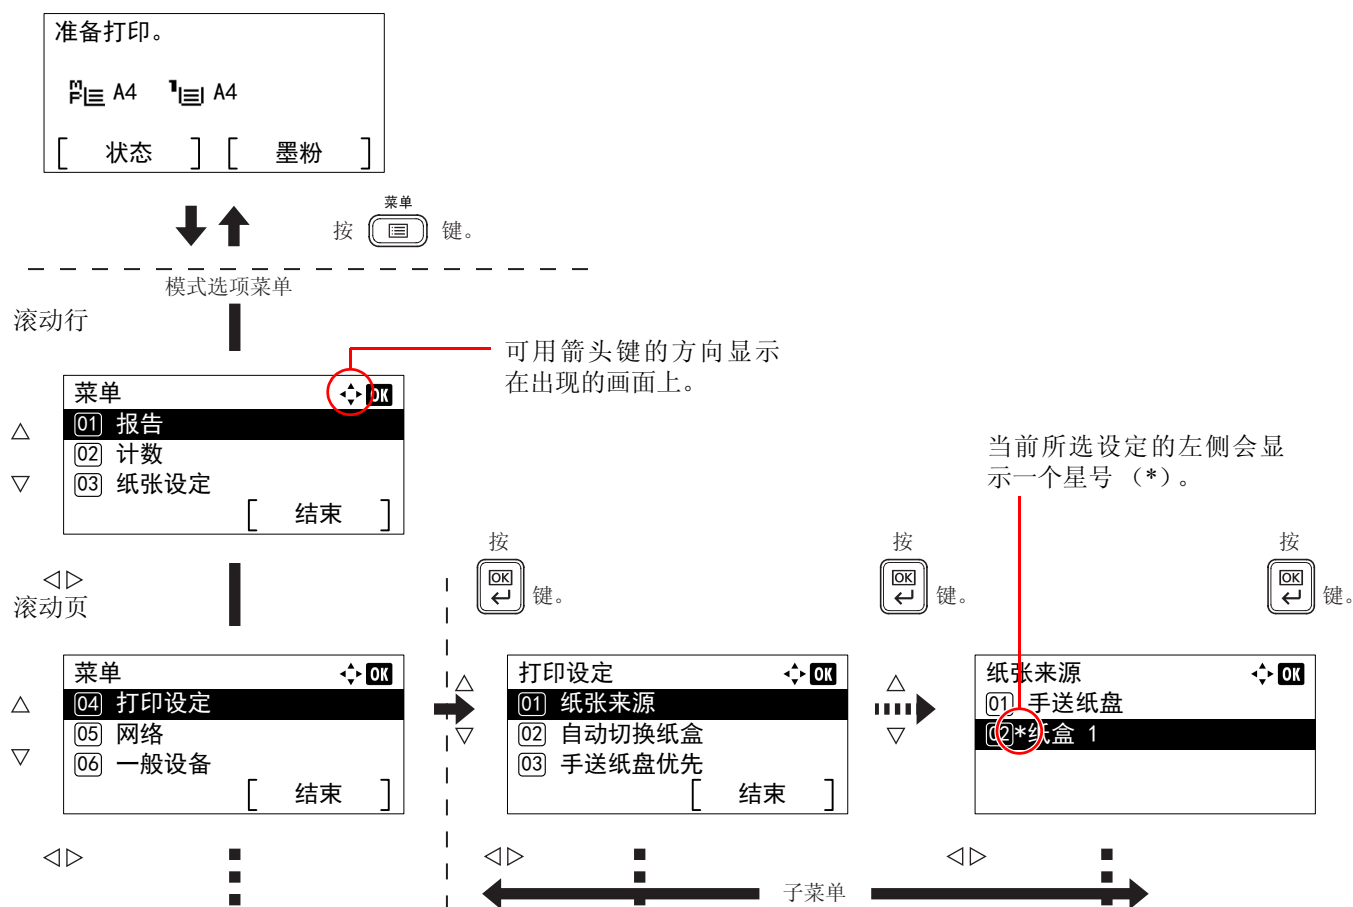 准备打印。
MP A4 1 A4
[ 状态 ] [ 墨粉 ]
菜单
按 键。
模式选项菜单
滚动行
可用箭头键的方向显示
在出现的画面上。
菜单 OK
01 报告
02 计数
03 纸张设定
[ 结束 ]
当前所选设定的左侧会显
示一个星号 （*）。
滚动页
按
OK
键。
按
OK
键。
按
OK
键。
菜单 OK
04 打印设定
05 网络
06 一般设备
[ 结束 ]
打印设定 OK
01 纸张来源
02 自动切换纸盒
03 手送纸盘优先
[ 结束 ]
纸张来源 OK
01 手送纸盘
02*纸盒 1
子菜单